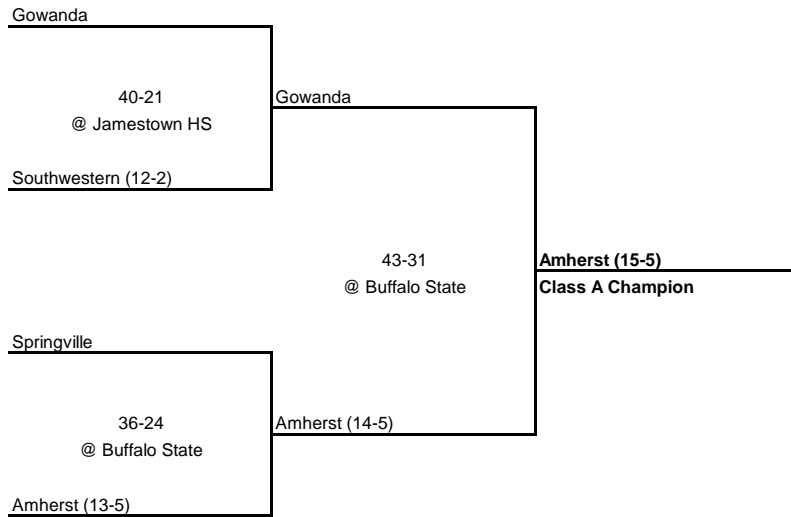 Gowanda
40-21
@ Jamestown HS
Gowanda
Southwestern (12-2)
43-31
@ Buffalo State
Amherst (15-5)
Class A Champion
Springville
36-24
@ Buffalo State
Amherst (14-5)
Amherst (13-5)